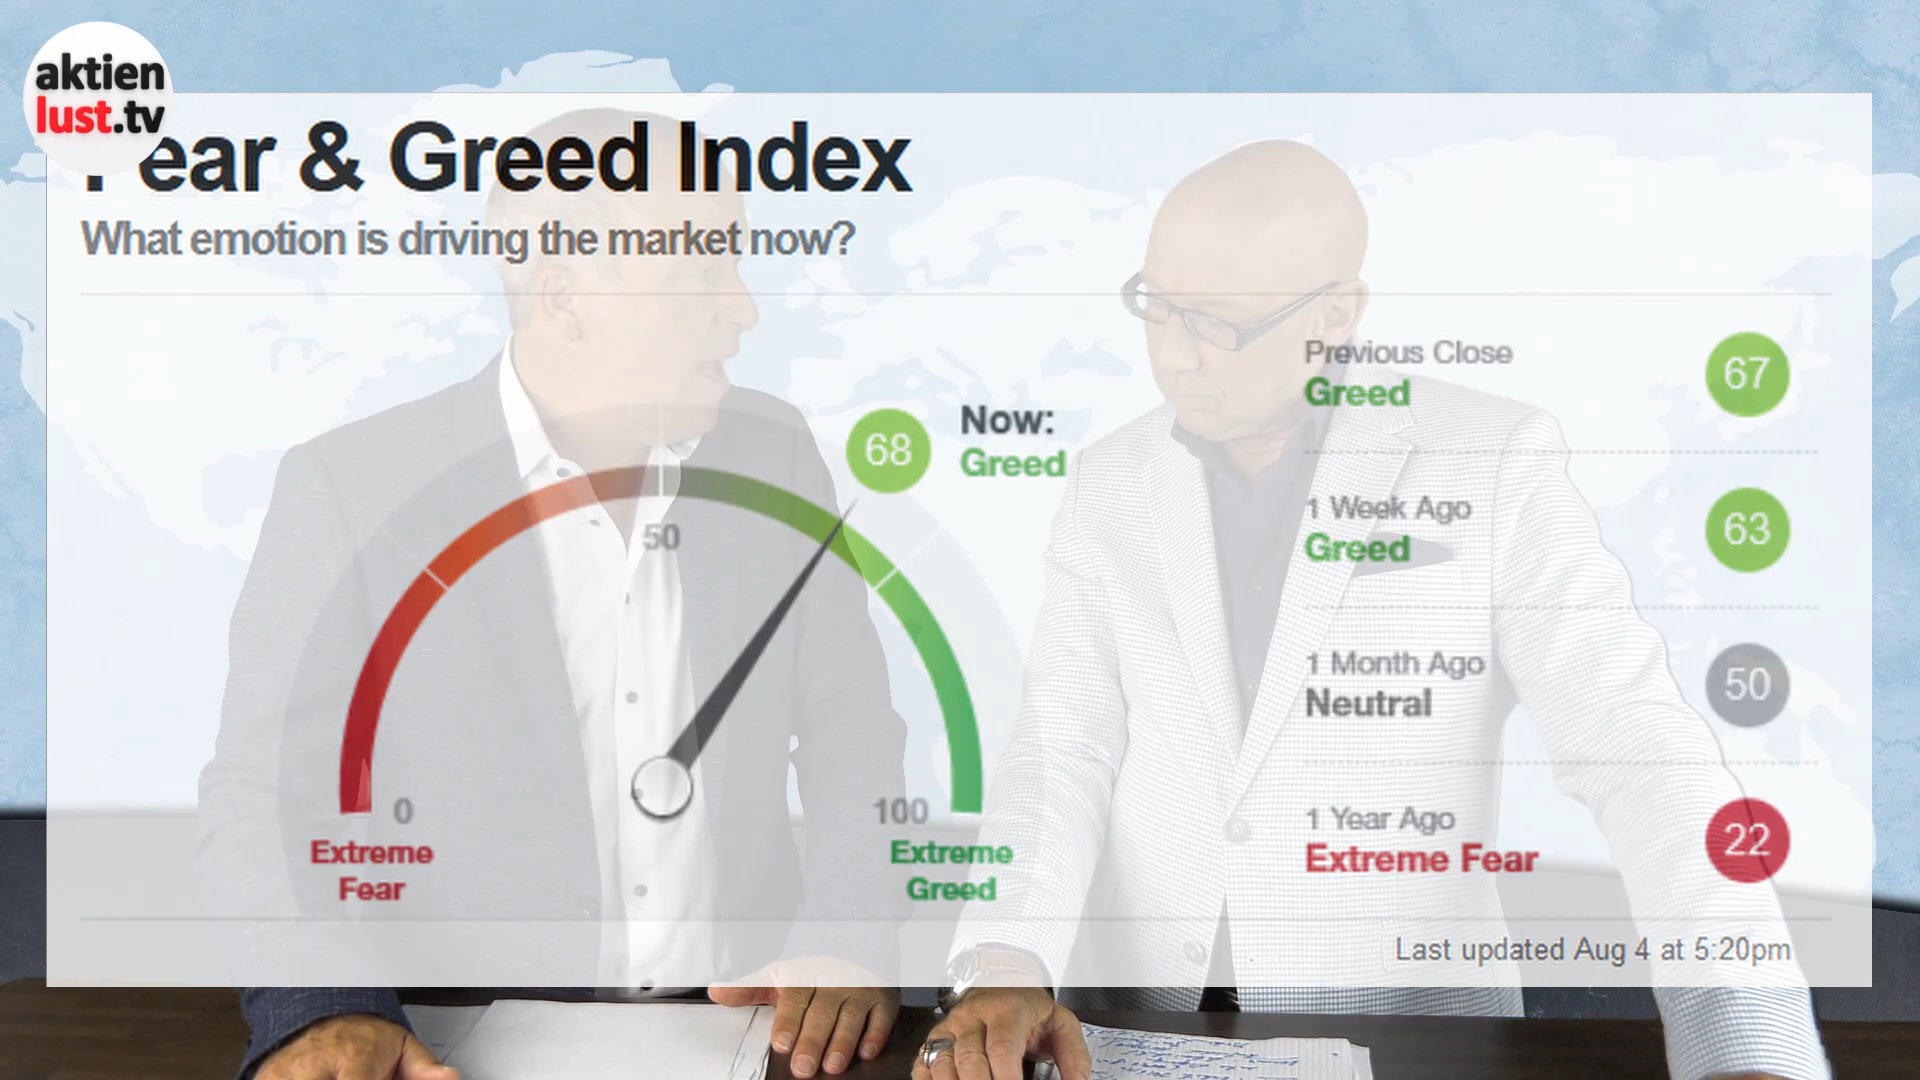 aktien
lust.tv
Fear & Greed Index
What emotion is driving the market now?
Previous Close
Greed
67
68
Now:
Greed
1 Week Ago
Greed
63
50
1 Month Ago
Neutral
50
0
100
1 Year Ago
Extreme Fear
22
Extreme
Fear
Extreme
Greed
Last updated Aug 4 at 5:20pm